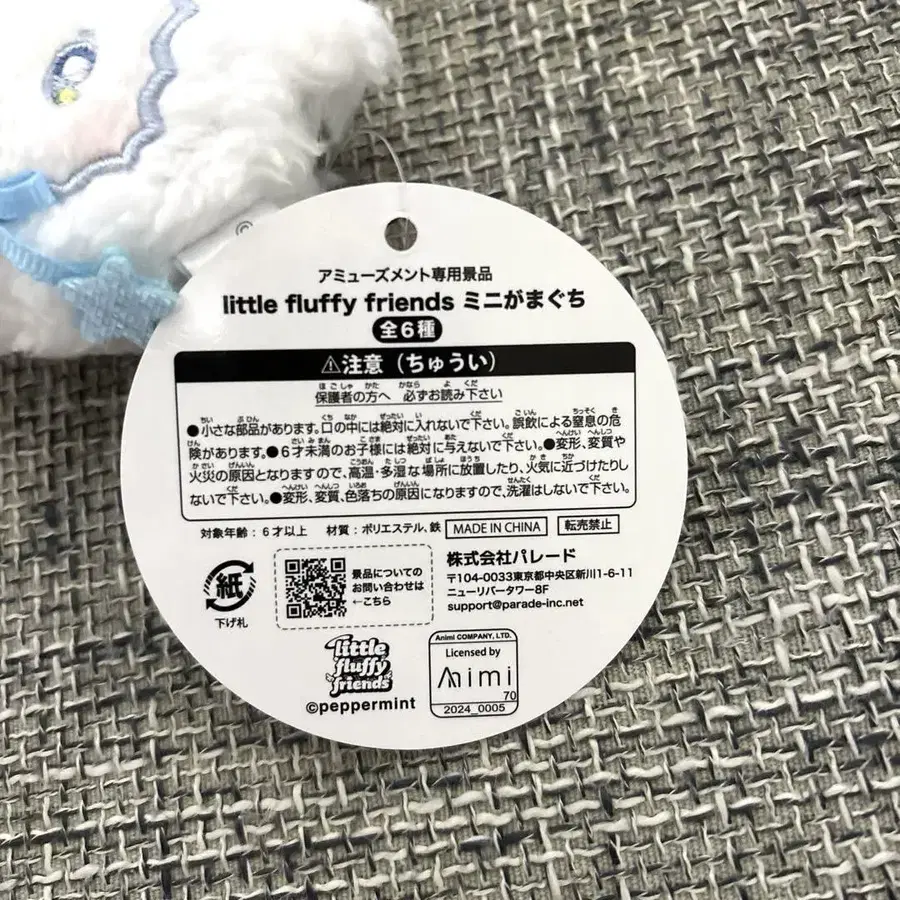 アミューズメント専用景品
little fluffy friends ミニがまぐち
全6種
⚠注意(ちゅうい)
保護者の方へ 必ずお読み下さい
●小さな部品があります。口の中には絶対に入れないで下さい。誤飲による窒息の危
険があります。●6才未満のお子様には絶対に与えないで下さい。●変形、変質や
火災の原因となりますので、高温・多湿な場所に放置したり、火気に近づけたりし
ないで下さい。●変形、変質、色落ちの原因になりますので、洗濯はしないで下さい。
対象年齢:6才以上 材質:ポリエステル、鉄 MADE IN CHINA 転売禁止
紙
下げ札
景品についての
お問い合わせは
←こちら
株式会社パレード
〒104-0033東京都中央区新川1-6-11
ニューリバータワー8F
support@parade-inc.net
little
fluffy
friends
©peppermint
Animi COMPANY, LTD.
Licensed by
Animi
70
2024_0005